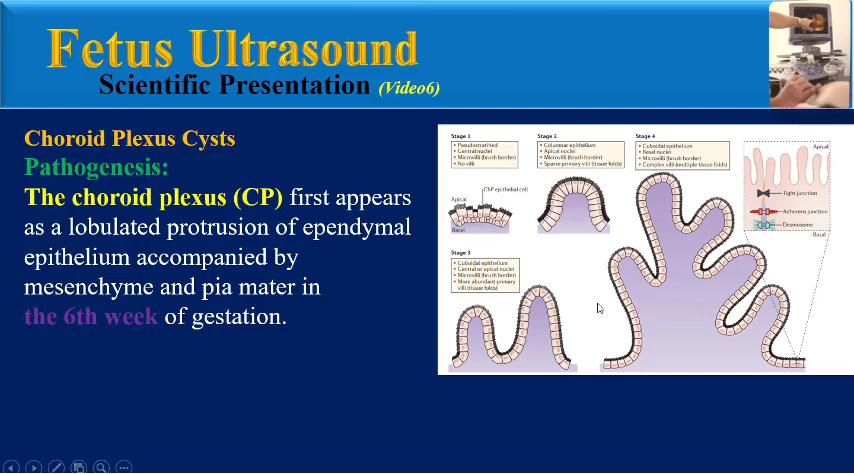 Fetus Ultrasound
Scientific Presentation (Video6)
Choroid Plexus Cysts
Pathogenesis:
The choroid plexus (CP) first appears
as a lobulated protrusion of ependymal
epithelium accompanied by
mesenchyme and pia mater in
the 6th week of gestation.
Stage 1
• Pseudostratified
• Central nuclei
• Microvilli (brush border)
• No villi
ChP epithelial cell
Apical
Basal
Stage 2
• Columnar epithelium
• Apical nuclei
• Microvilli (brush border)
• Sparse primary villi (tissue folds)
Stage 3
• Cuboidal epithelium
• Central or apical nuclei
• Microvilli (brush border)
• More abundant primary
villi (tissue folds)
Stage 4
• Cuboidal epithelium
• Basal nuclei
• Microvilli (brush border)
• Complex villi (multiple tissue folds)
Apical
Tight junction
Adherens junction
Desmosome
Basal